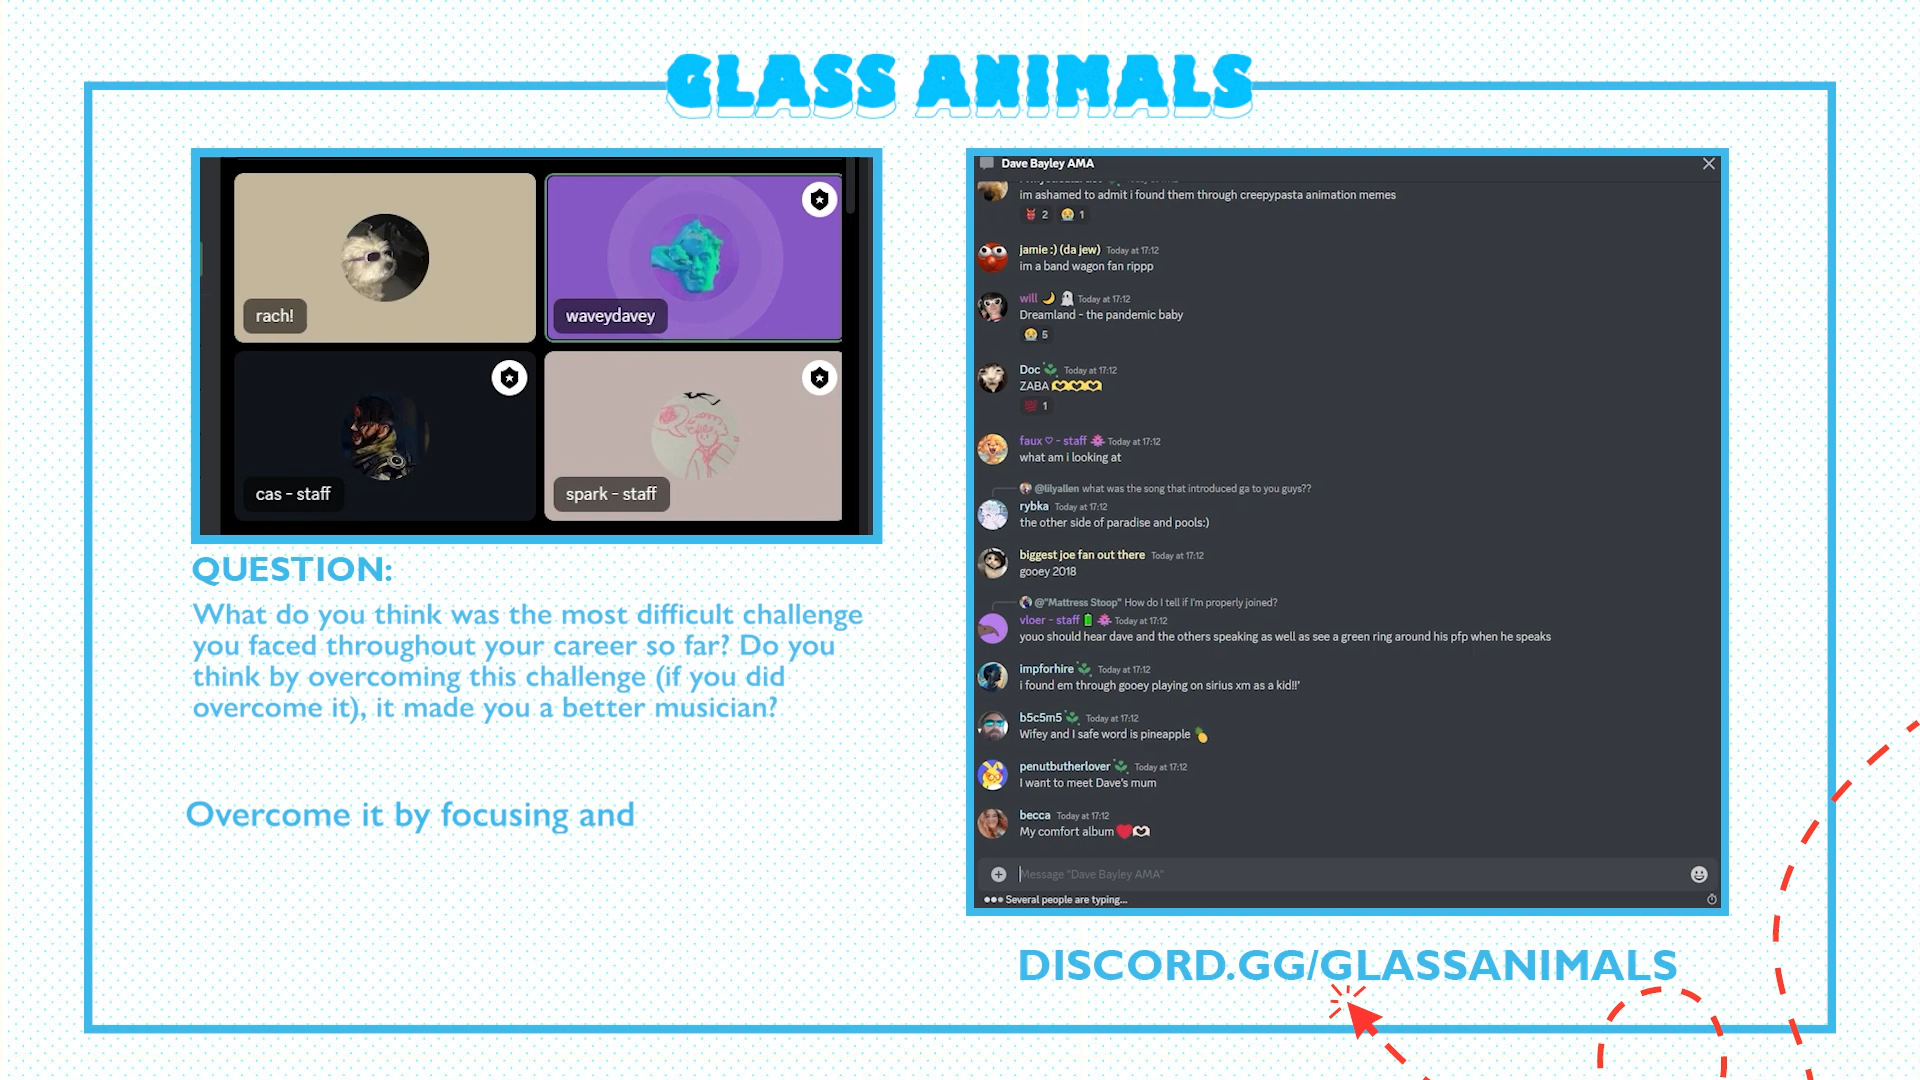 GLASS ANIMALS
rach!
waveydavey
cas - staff
spark - staff
QUESTION:
What do you think was the most difficult challenge
you faced throughout your career so far? Do you
think by overcoming this challenge (if you did
overcome it), it made you a better musician?
Overcome it by focusing and
Dave Bayley AMA
im ashamed to admit i found them through creepypasta animation memes
2 1
jamie :) (da jew) Today at 17:12
im a band wagon fan rippp
will Today at 17:12
Dreamland - the pandemic baby
5
Doc Today at 17:12
ZABA
1
faux ♡ - staff Today at 17:12
what am i looking at
@lilyallen what was the song that introduced ga to you guys??
rybka Today at 17:12
the other side of paradise and pools:)
biggest joe fan out there Today at 17:12
gooey 2018
@"Mattress Stoop" How do I tell if I'm properly joined?
vloer - staff Today at 17:12
youo should hear dave and the others speaking as well as see a green ring around his pfp when he speaks
impforhire Today at 17:12
i found em through gooey playing on sirius xm as a kid!!'
b5c5m5 Today at 17:12
Wifey and I safe word is pineapple 🍍
penutbutherlover Today at 17:12
I want to meet Dave's mum
becca Today at 17:12
My comfort album
Message "Dave Bayley AMA"
Several people are typing...
DISCORD.GG/GLASSANIMALS